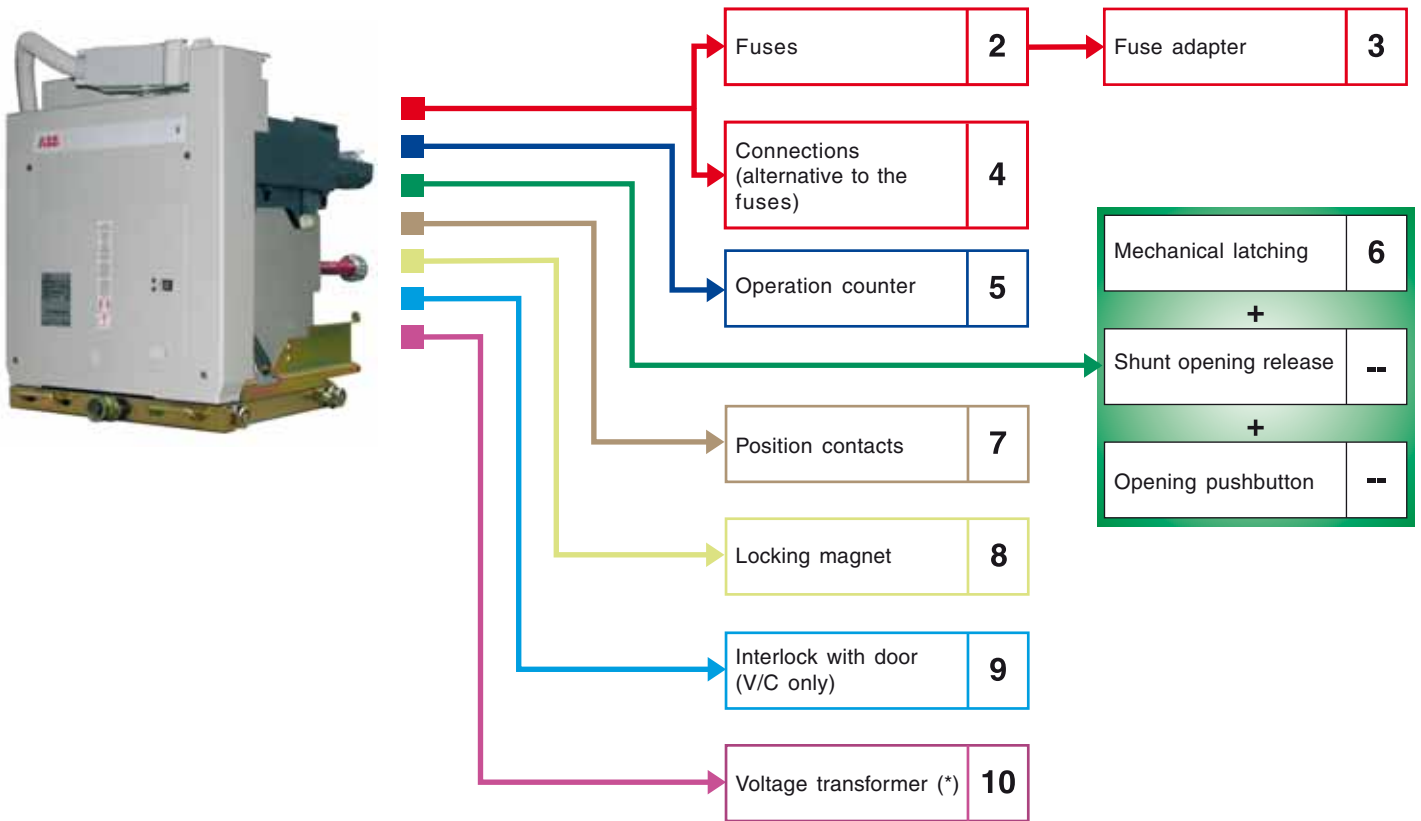 ABB
Fuses 2
Fuse adapter 3
Connections
(alternative to the
fuses)
4
Operation counter 5
Mechanical latching 6
+
Shunt opening release --
+
Opening pushbutton --
Position contacts 7
Locking magnet 8
Interlock with door
(V/C only)
9
Voltage transformer (*) 10